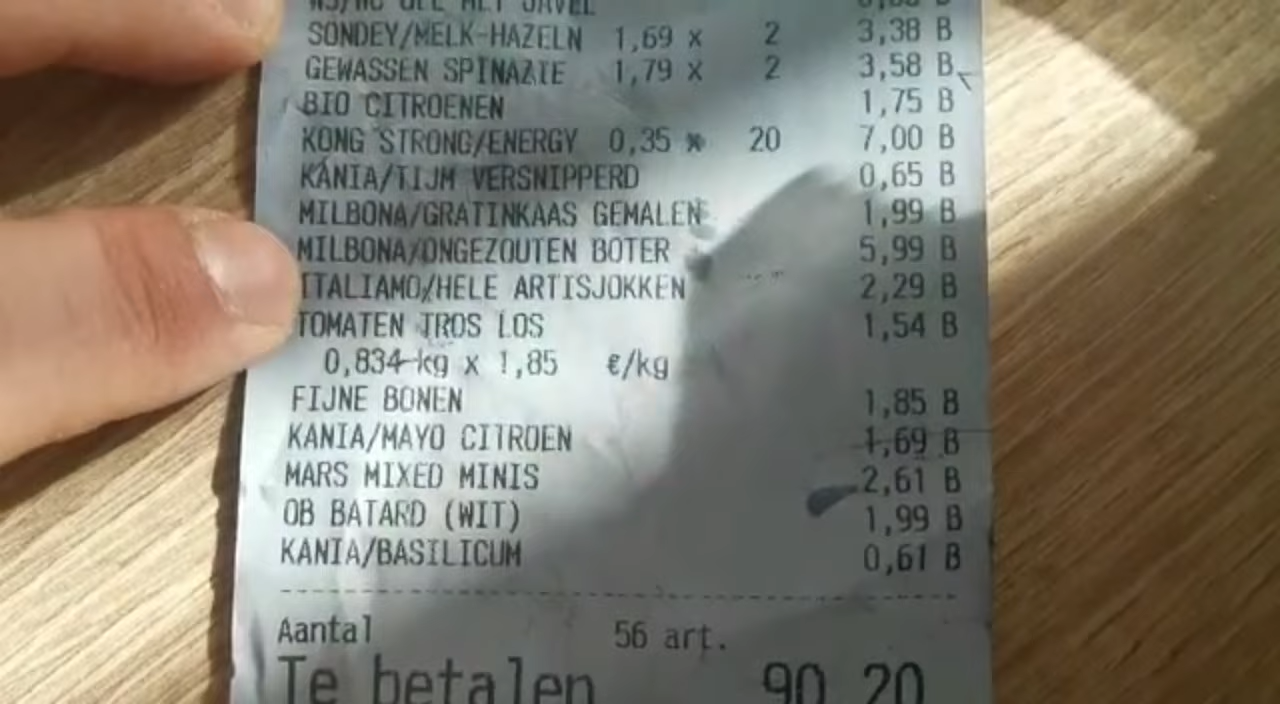 SONDEY/MELK-HAZELN 1,69 x 2 3,38 B
GEWASSEN SPINAZIE 1,79 X 2 3,58 B
BIO CITROENEN 1,75 B
KONG STRONG/ENERGY 0,35 x 20 7,00 B
KANIA/TIJM VERSNIPPERD 0,65 B
MILBONA/GRATINKAAS GEMALEN 1,99 B
MILBONA/ONGEZOUTEN BOTER 5,99 B
ITALIAMO/HELE ARTISJOKKEN 2,29 B
TOMATEN TROS LOS 1,54 B
0,834 kg x 1,85 €/kg
FIJNE BONEN 1,85 B
KANIA/MAYO CITROEN 1,69 B
MARS MIXED MINIS 2,61 B
OB BATARD (WIT) 1,99 B
KANIA/BASILICUM 0,61 B
Aantal 56 art.
Te betalen 90,20